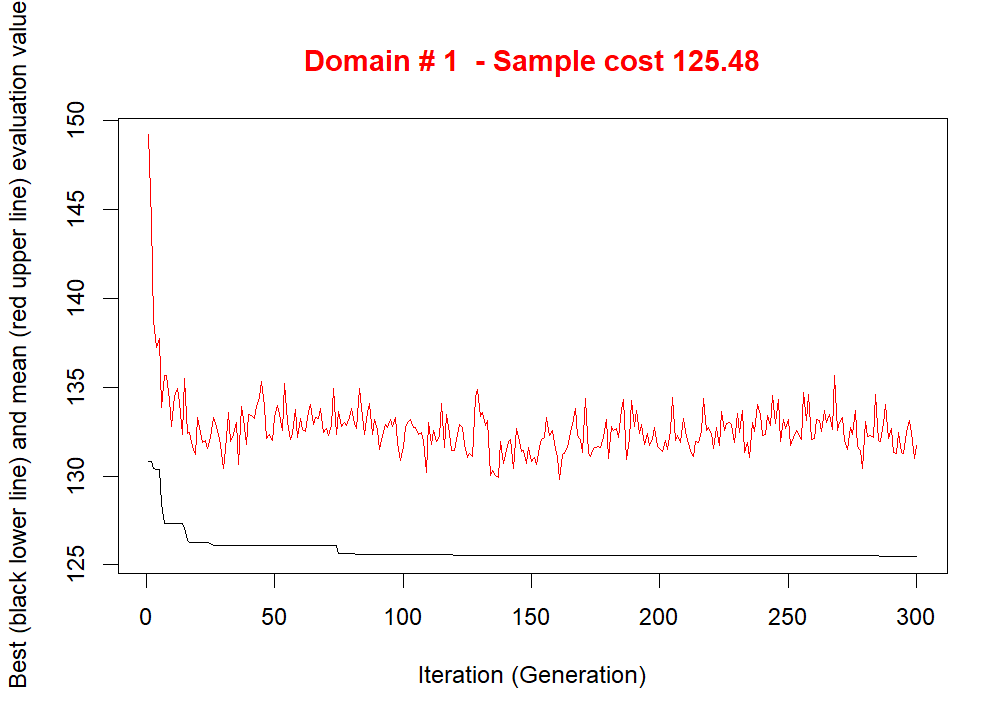 Domain # 1  - Sample cost 125.48
Best (black lower line) and mean (red upper line) evaluation value
150
145
140
135
130
125
0 50 100 150 200 250 300
Iteration (Generation)